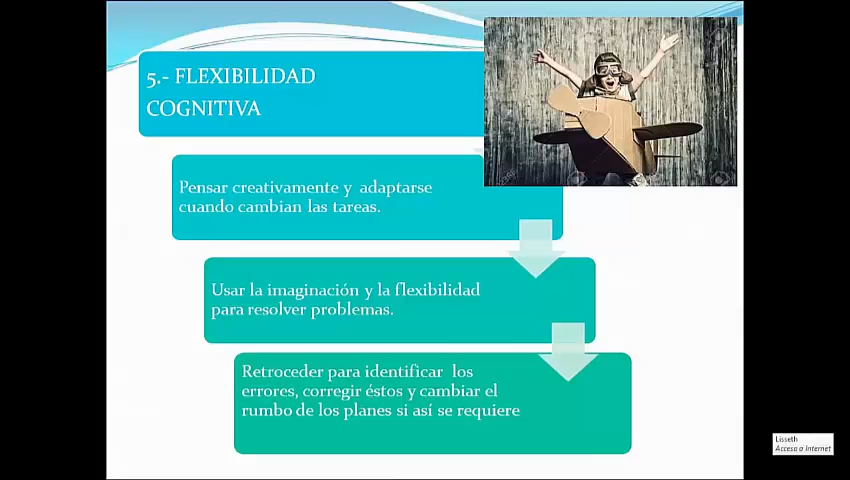 5.- FLEXIBILIDAD
COGNITIVA
Pensar creativamente y adaptarse
cuando cambian las tareas.
Usar la imaginación y la flexibilidad
para resolver problemas.
Retroceder para identificar los
errores, corregir éstos y cambiar el
rumbo de los planes si así se requiere
Lisseth
Acceso a Internet